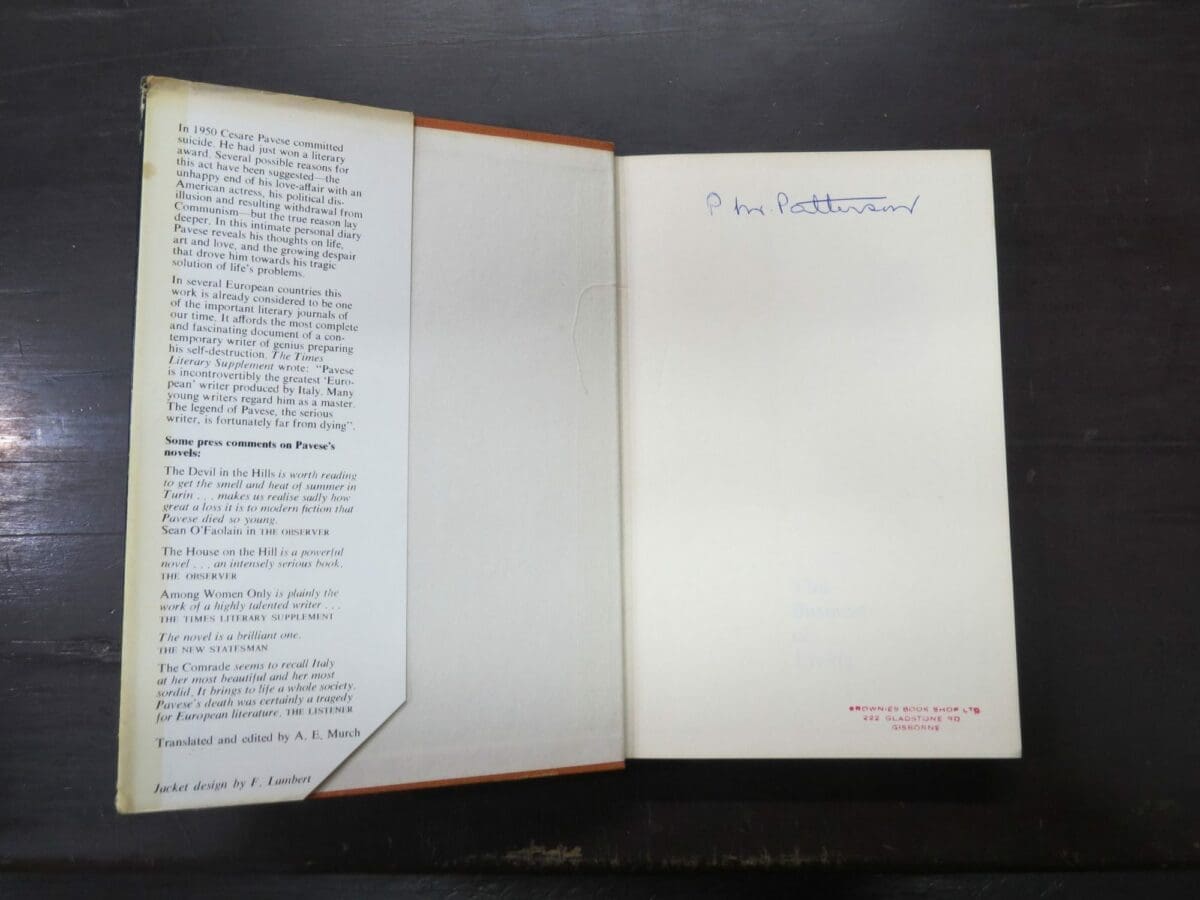 In 1950 Cesare Pavese committed
suicide. He had just won a literary
award. Several possible reasons for
this act have been suggested—the
unhappy end of his love-affair with an
American actress, his political dis-
illusion and resulting withdrawal from
Communism—but the true reason lay
deeper. In this intimate personal diary
Pavese reveals his thoughts on life,
art and love, and the growing despair
that drove him towards his tragic
solution of life's problems.
In several European countries this
work is already considered to be one
of the important literary journals of
our time. It affords the most complete
and fascinating document of a con-
temporary writer of genius preparing
his self-destruction. The Times
Literary Supplement wrote: "Pavese
is incontrovertibly the greatest 'Euro-
pean' writer produced by Italy. Many
young writers regard him as a master.
The legend of Pavese, the serious
writer, is fortunately far from dying".
Some press comments on Pavese's
novels:
The Devil in the Hills is worth reading
to get the smell and heat of summer in
Turin . . . makes us realise sadly how
great a loss it is to modern fiction that
Pavese died so young.
Sean O'Faolain in THE OBSERVER
The House on the Hill is a powerful
novel . . . an intensely serious book.
THE OBSERVER
Among Women Only is plainly the
work of a highly talented writer . . .
THE TIMES LITERARY SUPPLEMENT
The novel is a brilliant one.
THE NEW STATESMAN
The Comrade seems to recall Italy
at her most beautiful and her most
sordid. It brings to life a whole society.
Pavese's death was certainly a tragedy
for European literature. THE LISTENER
Translated and edited by A. E. Murch
Jacket design by F. Lambert
P M. Patterson
BROWNIES BOOK SHOP LTD
222 GLADSTONE RD
GISBORNE